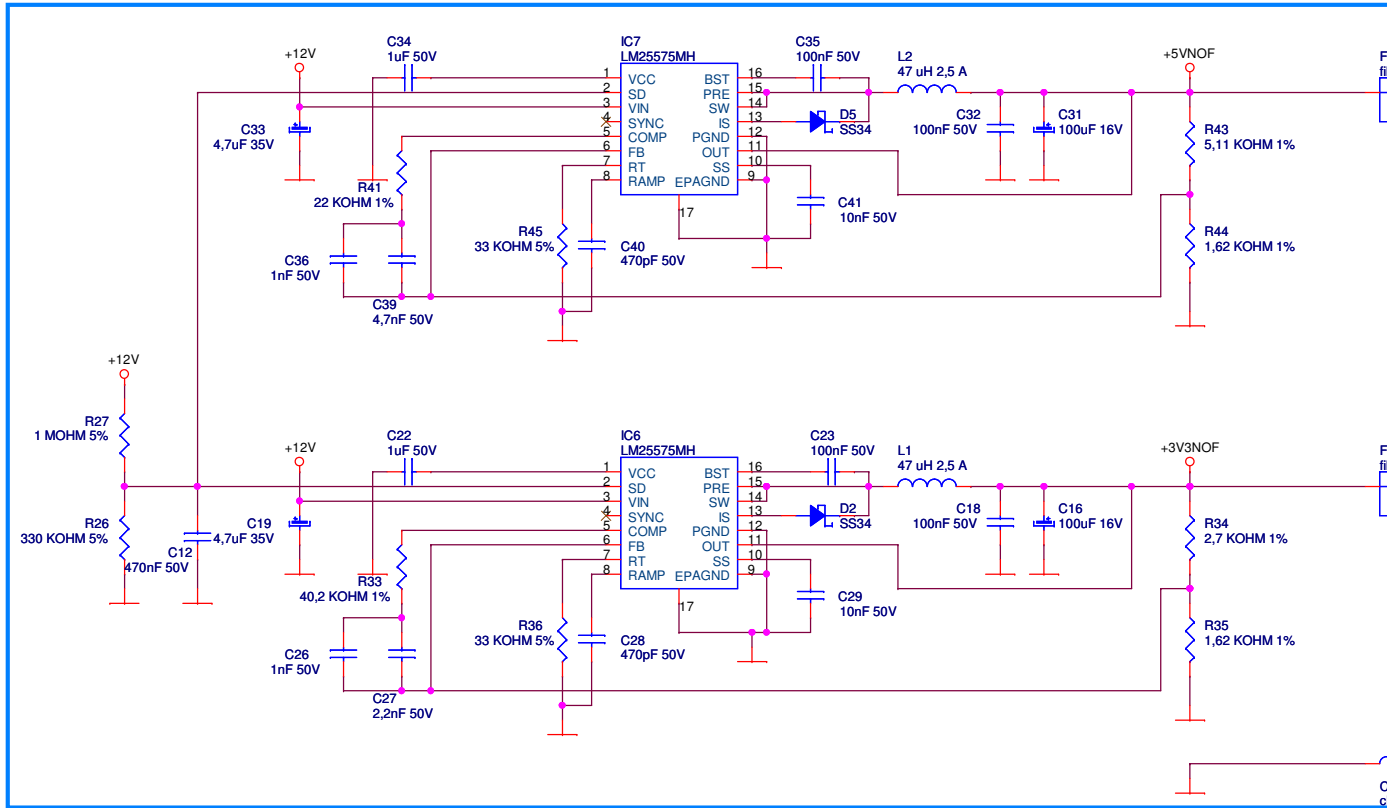 C34
1uF 50V
IC7
LM25575MH
C35
100nF 50V
L2
47 uH 2,5 A
+12V
+5VNOF
F
fil
1
2
3
4
5
6
7
8
VCC
SD
VIN
SYNC
COMP
FB
RT
RAMP
BST
PRE
SW
IS
PGND
OUT
SS
EPAGND
16
15
14
13
12
11
10
9
17
C33
4,7uF 35V
D5
SS34
C32
100nF 50V
C31
100uF 16V
R43
5,11 KOHM 1%
R41
22 KOHM 1%
C41
10nF 50V
R45
33 KOHM 5%
C40
470pF 50V
R44
1,62 KOHM 1%
C36
1nF 50V
C39
4,7nF 50V
+12V
R27
1 MOHM 5%
R26
330 KOHM 5%
C12
470nF 50V
C22
1uF 50V
IC6
LM25575MH
C23
100nF 50V
L1
47 uH 2,5 A
+12V
+3V3NOF
F
fil
1
2
3
4
5
6
7
8
VCC
SD
VIN
SYNC
COMP
FB
RT
RAMP
BST
PRE
SW
IS
PGND
OUT
SS
EPAGND
16
15
14
13
12
11
10
9
17
C19
4,7uF 35V
D2
SS34
C18
100nF 50V
C16
100uF 16V
R34
2,7 KOHM 1%
R33
40,2 KOHM 1%
C29
10nF 50V
R36
33 KOHM 5%
C28
470pF 50V
R35
1,62 KOHM 1%
C26
1nF 50V
C27
2,2nF 50V
C